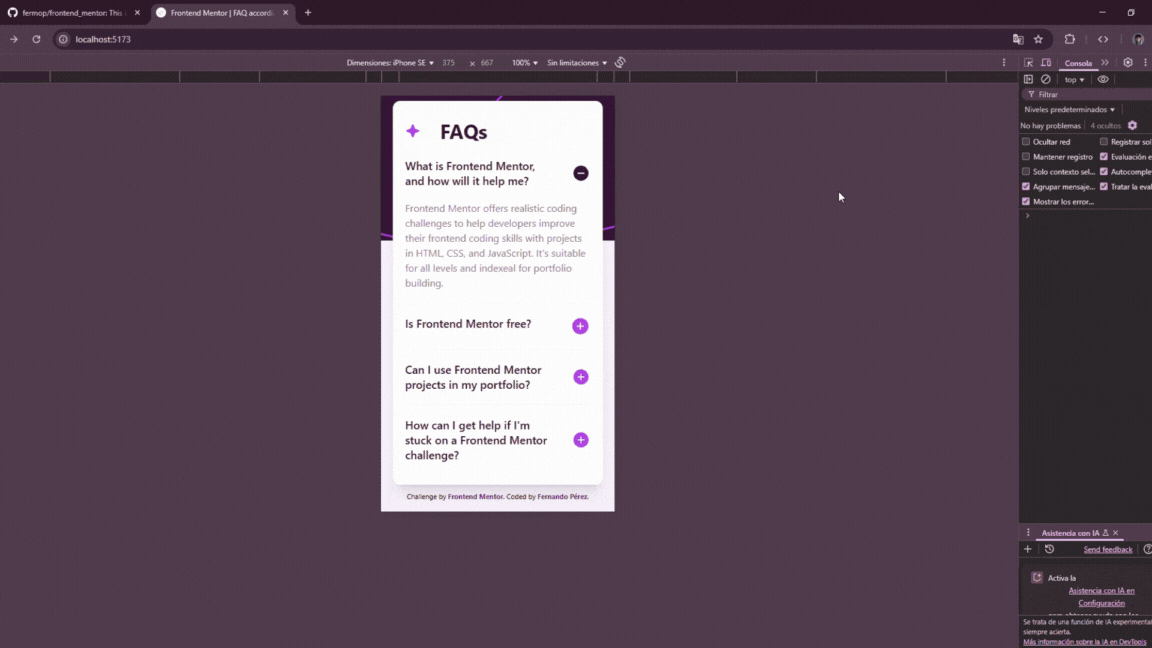 fermop/frontend_mentor: This
Frontend Mentor | FAQ accordi
localhost:5173
Dimensiones: iPhone SE 375 × 667 100% Sin limitaciones
Consola
top
Filtrar
Niveles predeterminados
No hay problemas 4 ocultos
Ocultar red Registrar sol
Mantener registro Evaluación e
Solo contexto sel... Autocomple
Agrupar mensaje... Tratar la eval
Mostrar los error...
FAQs
What is Frontend Mentor,
and how will it help me?
Frontend Mentor offers realistic coding
challenges to help developers improve
their frontend coding skills with projects
in HTML, CSS, and JavaScript. It's suitable
for all levels and indexeal for portfolio
building.
Is Frontend Mentor free?
Can I use Frontend Mentor
projects in my portfolio?
How can I get help if I'm
stuck on a Frontend Mentor
challenge?
Challenge by Frontend Mentor. Coded by Fernando Pérez.
Asistencia con IA
Send feedback
Activa la
Asistencia con IA en
Configuración
Se trata de una función de IA experimental
siempre acierta.
Más información sobre la IA en DevTools